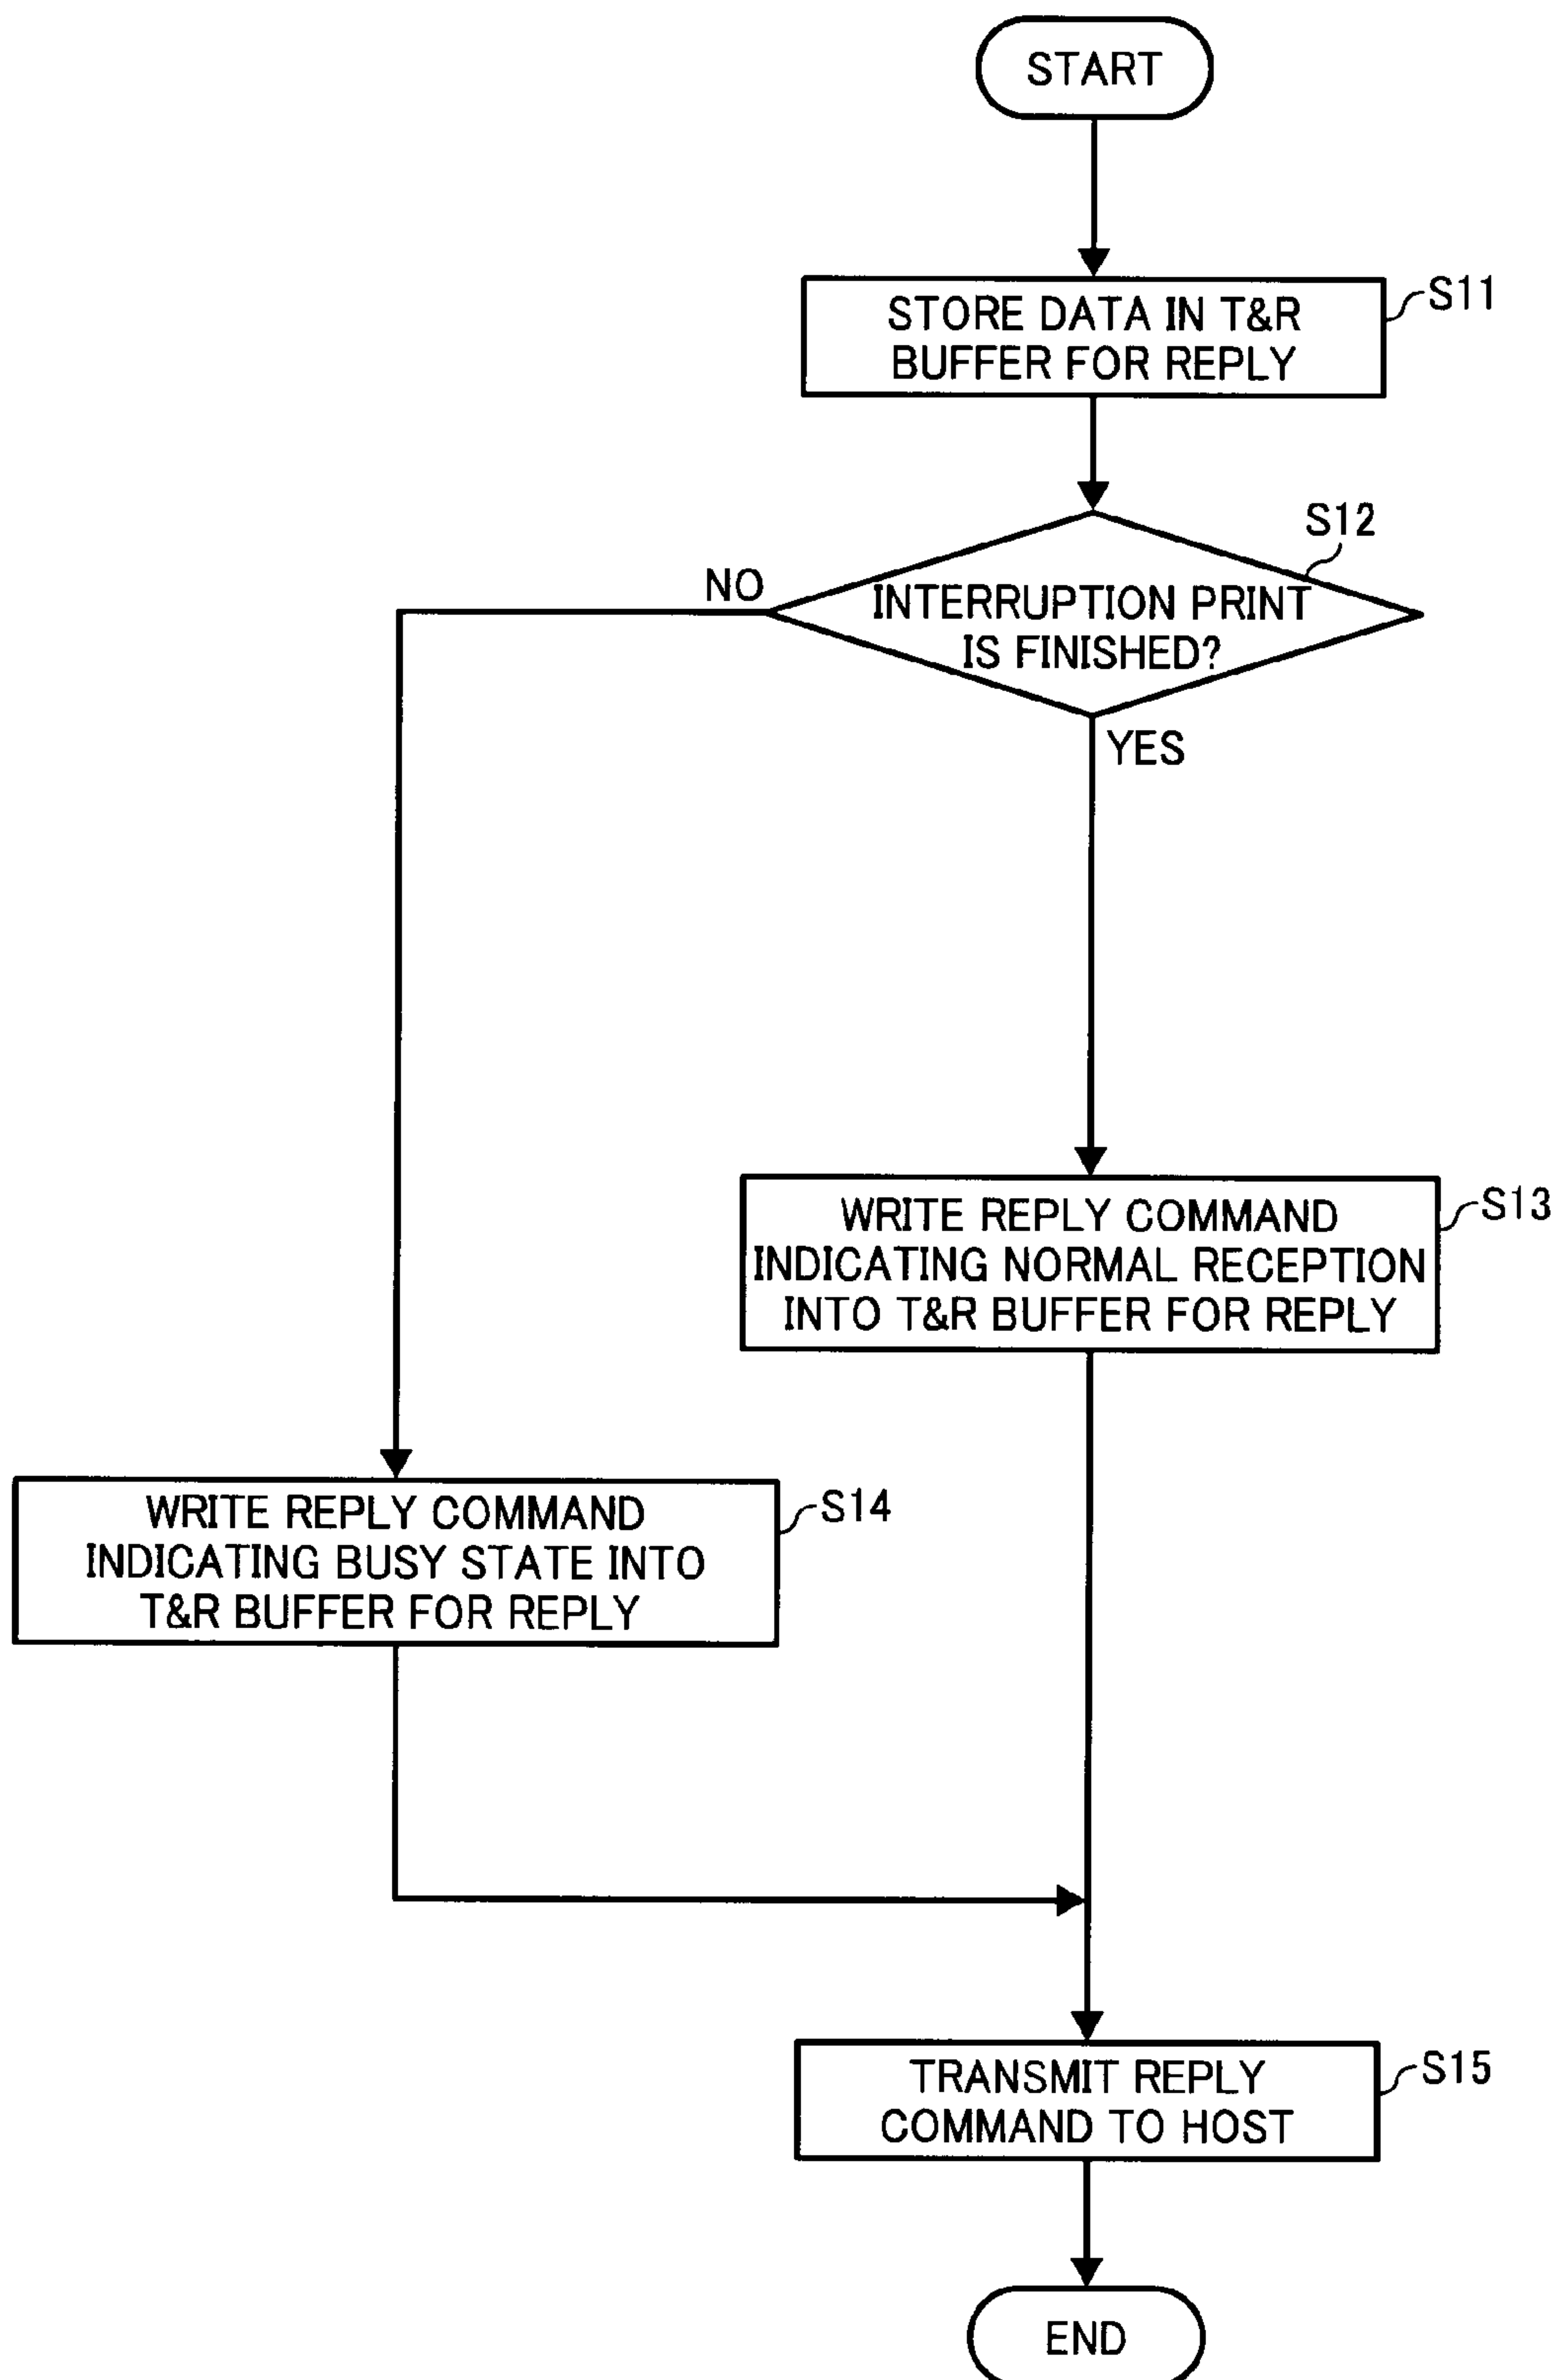 START
S11
STORE DATA IN T&R
BUFFER FOR REPLY
S12
NO
INTERRUPTION PRINT
IS FINISHED?
YES
S13
WRITE REPLY COMMAND
INDICATING NORMAL RECEPTION
INTO T&R BUFFER FOR REPLY
S14
WRITE REPLY COMMAND
INDICATING BUSY STATE INTO
T&R BUFFER FOR REPLY
S15
TRANSMIT REPLY
COMMAND TO HOST
END